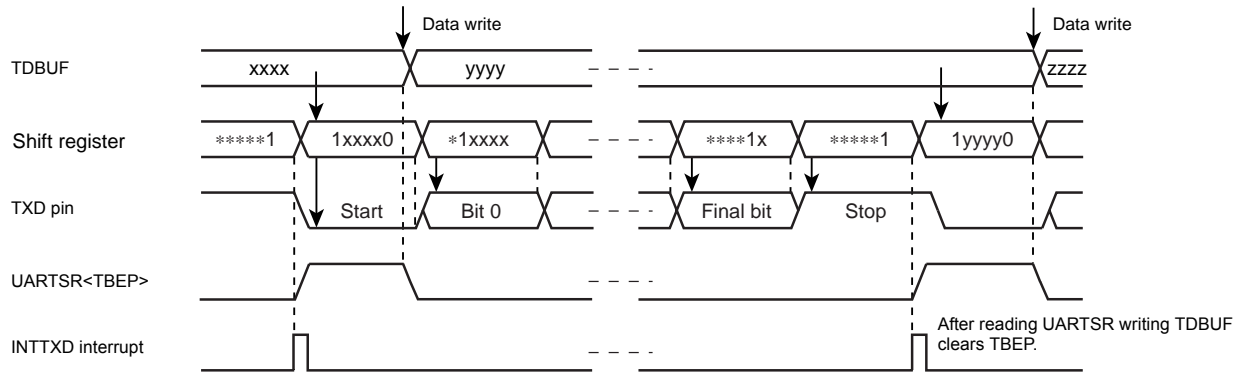 Data write
Data write
TDBUF
xxxx
yyyy
zzzz
Shift register
*****1
1xxxx0
*1xxxx
****1x
*****1
1yyyy0
TXD pin
Start
Bit 0
Final bit
Stop
UARTSR<TBEP>
INTTXD interrupt
After reading UARTSR writing TDBUF
clears TBEP.